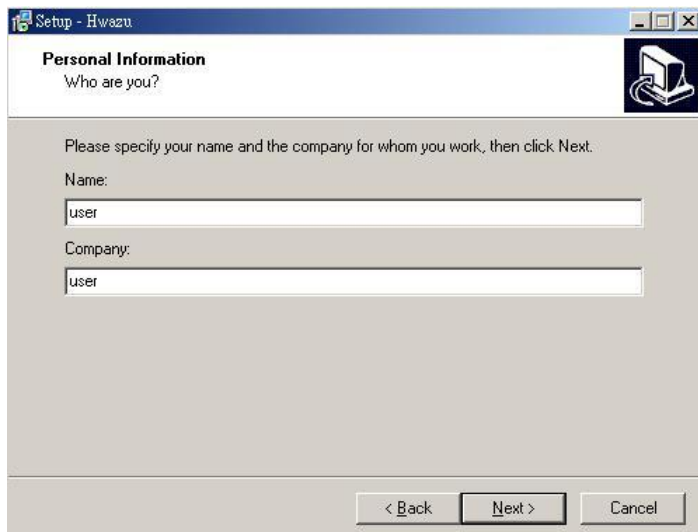 Setup - Hwazu
Personal Information
Who are you?
Please specify your name and the company for whom you work, then click Next.
Name:
user
Company:
user
< Back
Next >
Cancel